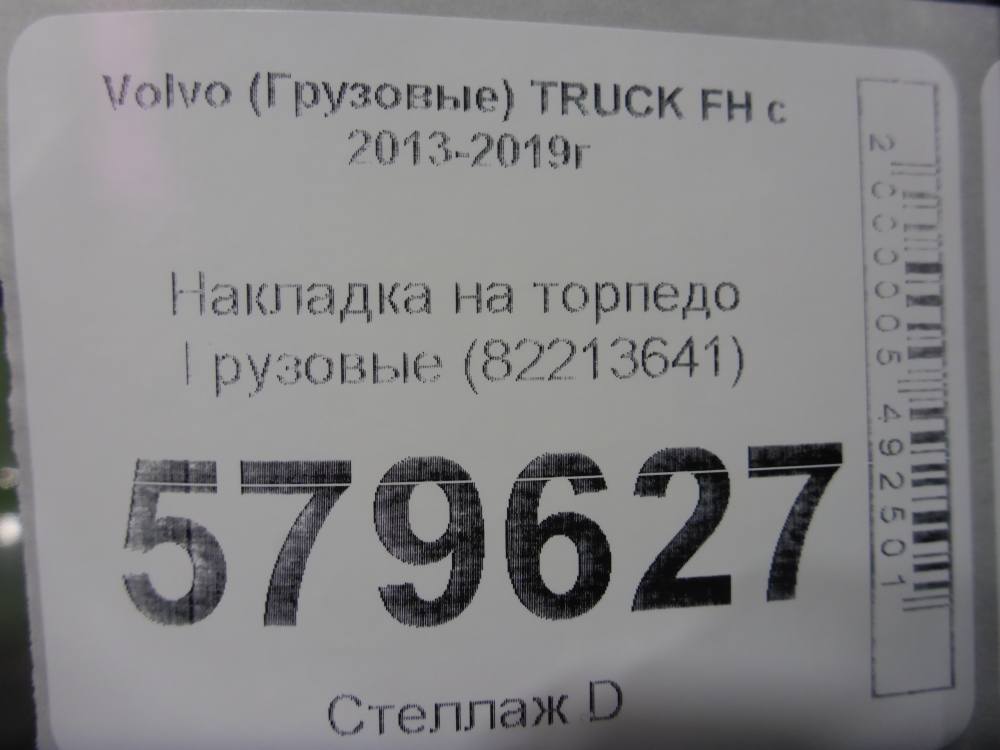 Volvo (Грузовые) TRUCK FH с
2013-2019г
Накладка на торпедо
Грузовые (82213641)
579627
Стеллаж D
2000005492501